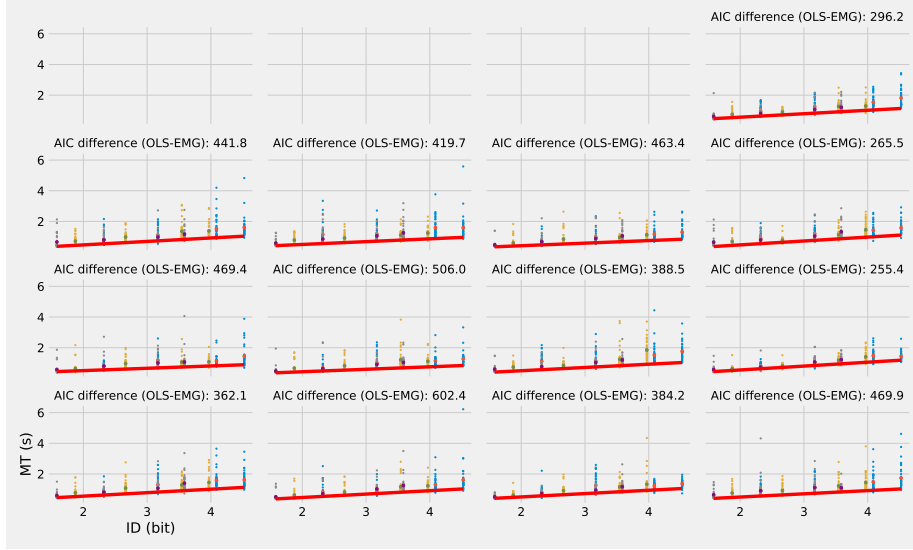 AIC difference (OLS-EMG): 296.2
6
4
2
AIC difference (OLS-EMG): 441.8 AIC difference (OLS-EMG): 419.7 AIC difference (OLS-EMG): 463.4 AIC difference (OLS-EMG): 265.5
6
4
2
AIC difference (OLS-EMG): 469.4 AIC difference (OLS-EMG): 506.0 AIC difference (OLS-EMG): 388.5 AIC difference (OLS-EMG): 255.4
6
4
2
AIC difference (OLS-EMG): 362.1 AIC difference (OLS-EMG): 602.4 AIC difference (OLS-EMG): 384.2 AIC difference (OLS-EMG): 469.9
6
4
2
MT (s)
2 3 4 2 3 4 2 3 4 2 3 4
ID (bit)